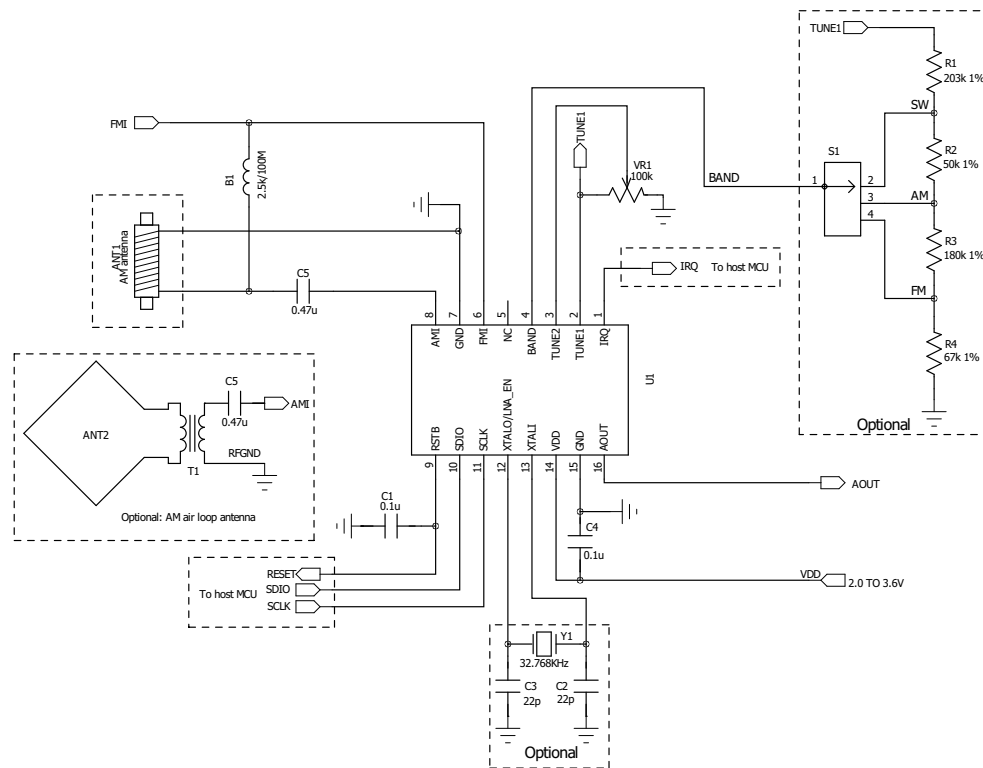 TUNE1
R1
203k 1%
SW
R2
50k 1%
S1
1
2
3
4
AM
R3
180k 1%
FM
R4
67k 1%
Optional
FMI
B1
2.5k/100M
TUNE1
VR1
100k
BAND
IRQ
To host MCU
ANT1
AM antenna
C5
0.47u
8
7
6
5
4
3
2
1
AMI
GND
FMI
NC
BAND
TUNE2
TUNE1
IRQ
U1
RSTB
SDIO
SCLK
XTALO/LNA_EN
XTALI
VDD
GND
AOUT
9
10
11
12
13
14
15
16
ANT2
C5
0.47u
AMI
RFGND
T1
Optional: AM air loop antenna
C1
0.1u
AOUT
C4
0.1u
To host MCU
RESET
SDIO
SCLK
VDD
2.0 TO 3.6V
Y1
32.768KHz
C3
22p
C2
22p
Optional